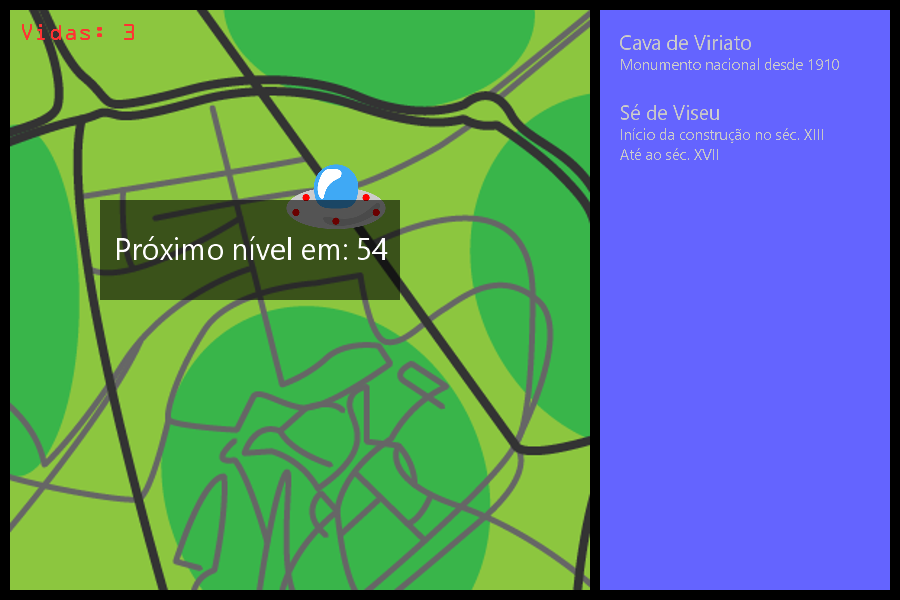 Vidas: 3
Próximo nível em: 54
Cava de Viriato
Monumento nacional desde 1910
Sé de Viseu
Início da construção no séc. XIII
Até ao séc. XVII